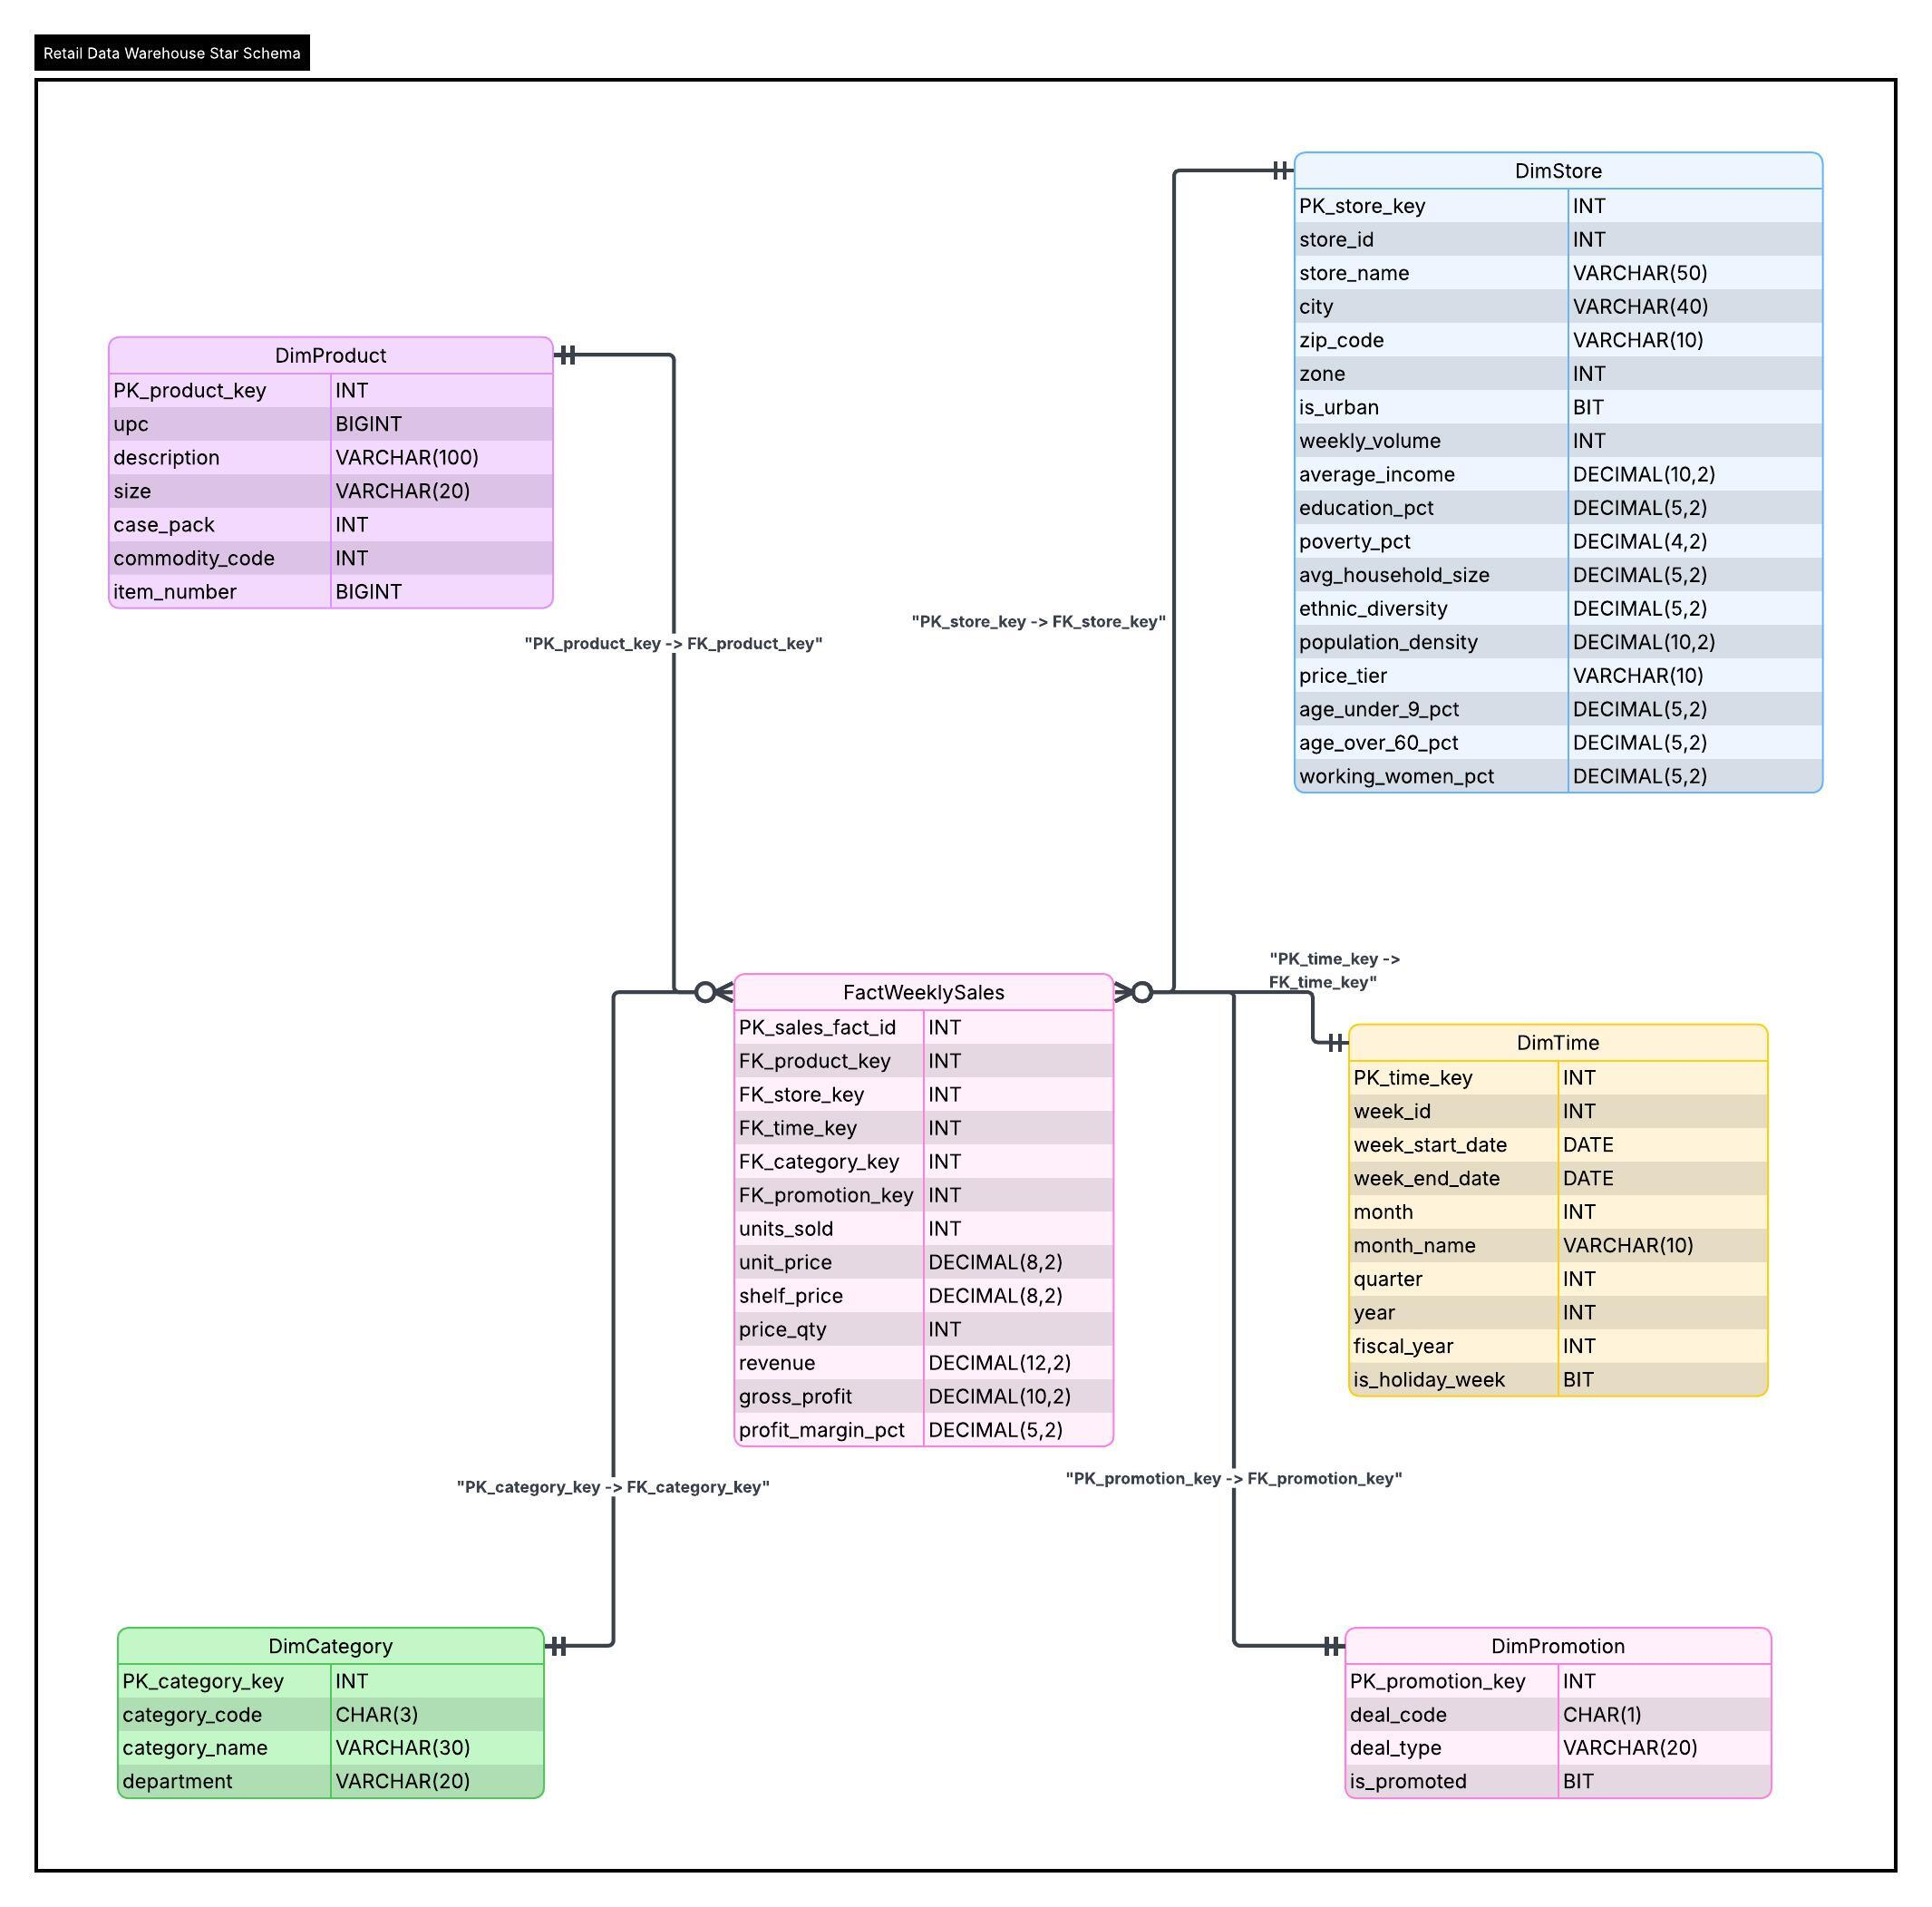 Retail Data Warehouse Star Schema
DimStore
PK_store_key INT
store_id INT
store_name VARCHAR(50)
city VARCHAR(40)
zip_code VARCHAR(10)
zone INT
is_urban BIT
weekly_volume INT
average_income DECIMAL(10,2)
education_pct DECIMAL(5,2)
poverty_pct DECIMAL(4,2)
avg_household_size DECIMAL(5,2)
ethnic_diversity DECIMAL(5,2)
population_density DECIMAL(10,2)
price_tier VARCHAR(10)
age_under_9_pct DECIMAL(5,2)
age_over_60_pct DECIMAL(5,2)
working_women_pct DECIMAL(5,2)
DimProduct
PK_product_key INT
upc BIGINT
description VARCHAR(100)
size VARCHAR(20)
case_pack INT
commodity_code INT
item_number BIGINT
"PK_product_key -> FK_product_key"
"PK_store_key -> FK_store_key"
"PK_time_key ->
FK_time_key"
FactWeeklySales
PK_sales_fact_id INT
FK_product_key INT
FK_store_key INT
FK_time_key INT
FK_category_key INT
FK_promotion_key INT
units_sold INT
unit_price DECIMAL(8,2)
shelf_price DECIMAL(8,2)
price_qty INT
revenue DECIMAL(12,2)
gross_profit DECIMAL(10,2)
profit_margin_pct DECIMAL(5,2)
DimTime
PK_time_key INT
week_id INT
week_start_date DATE
week_end_date DATE
month INT
month_name VARCHAR(10)
quarter INT
year INT
fiscal_year INT
is_holiday_week BIT
"PK_category_key -> FK_category_key"
"PK_promotion_key -> FK_promotion_key"
DimCategory
PK_category_key INT
category_code CHAR(3)
category_name VARCHAR(30)
department VARCHAR(20)
DimPromotion
PK_promotion_key INT
deal_code CHAR(1)
deal_type VARCHAR(20)
is_promoted BIT